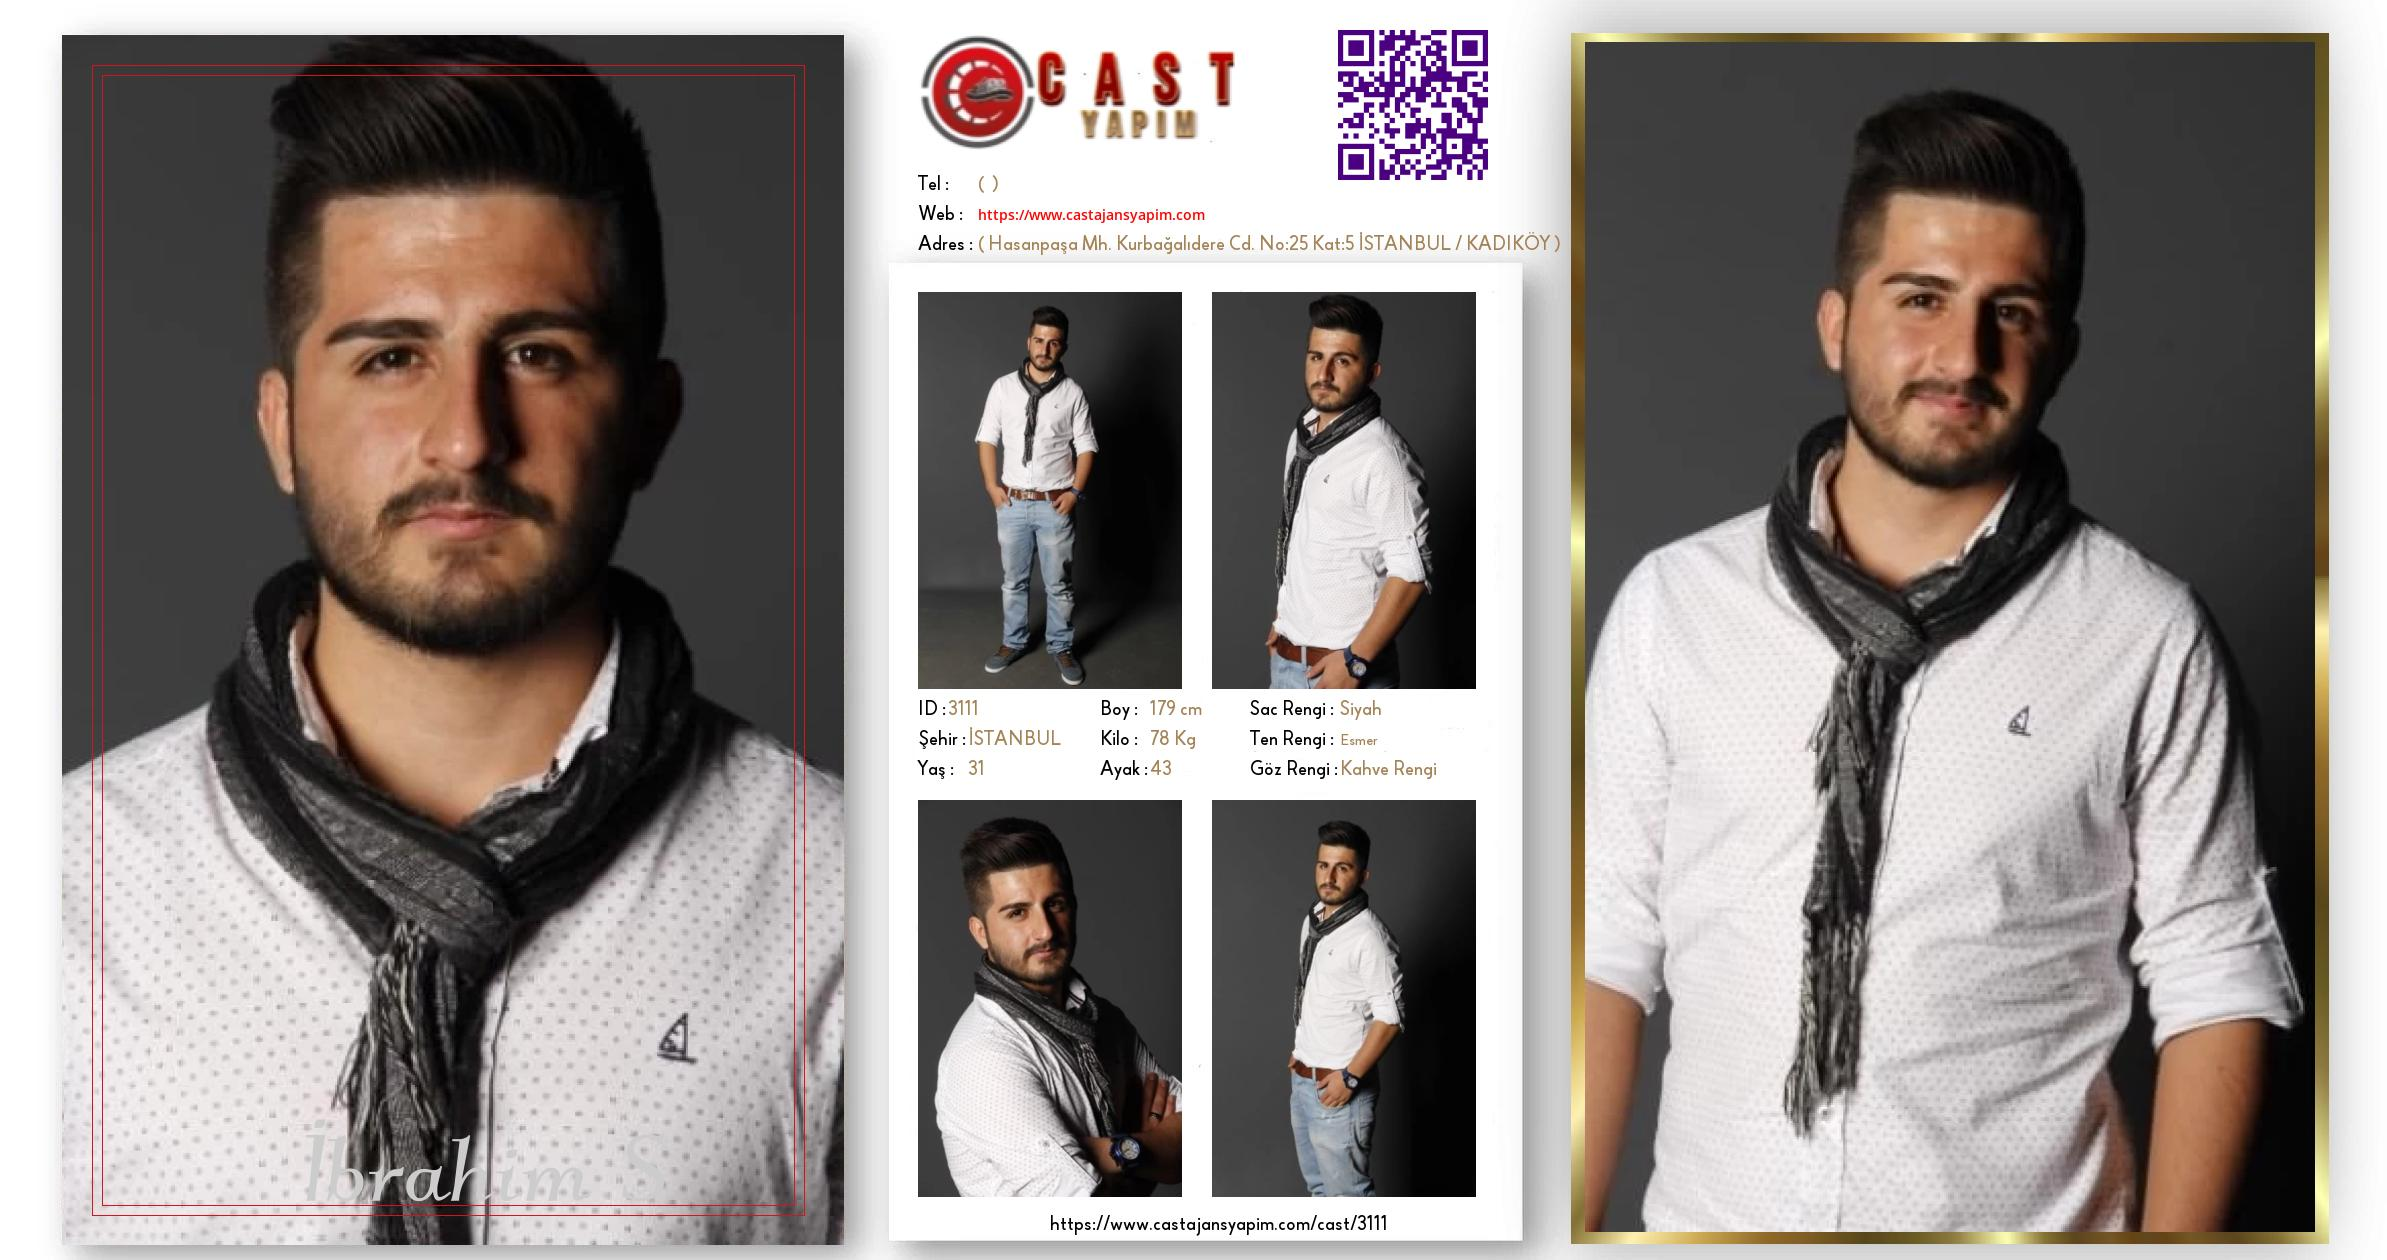 İbrahim S
CAST
YAPIM
Tel : ( )
Web : https://www.castajansyapim.com
Adres : ( Hasanpaşa Mh. Kurbağalıdere Cd. No:25 Kat:5 İSTANBUL / KADIKÖY )
ID : 3111 Boy : 179 cm Sac Rengi : Siyah
Şehir : İSTANBUL Kilo : 78 Kg Ten Rengi : Esmer
Yaş : 31 Ayak : 43 Göz Rengi : Kahve Rengi
https://www.castajansyapim.com/cast/3111